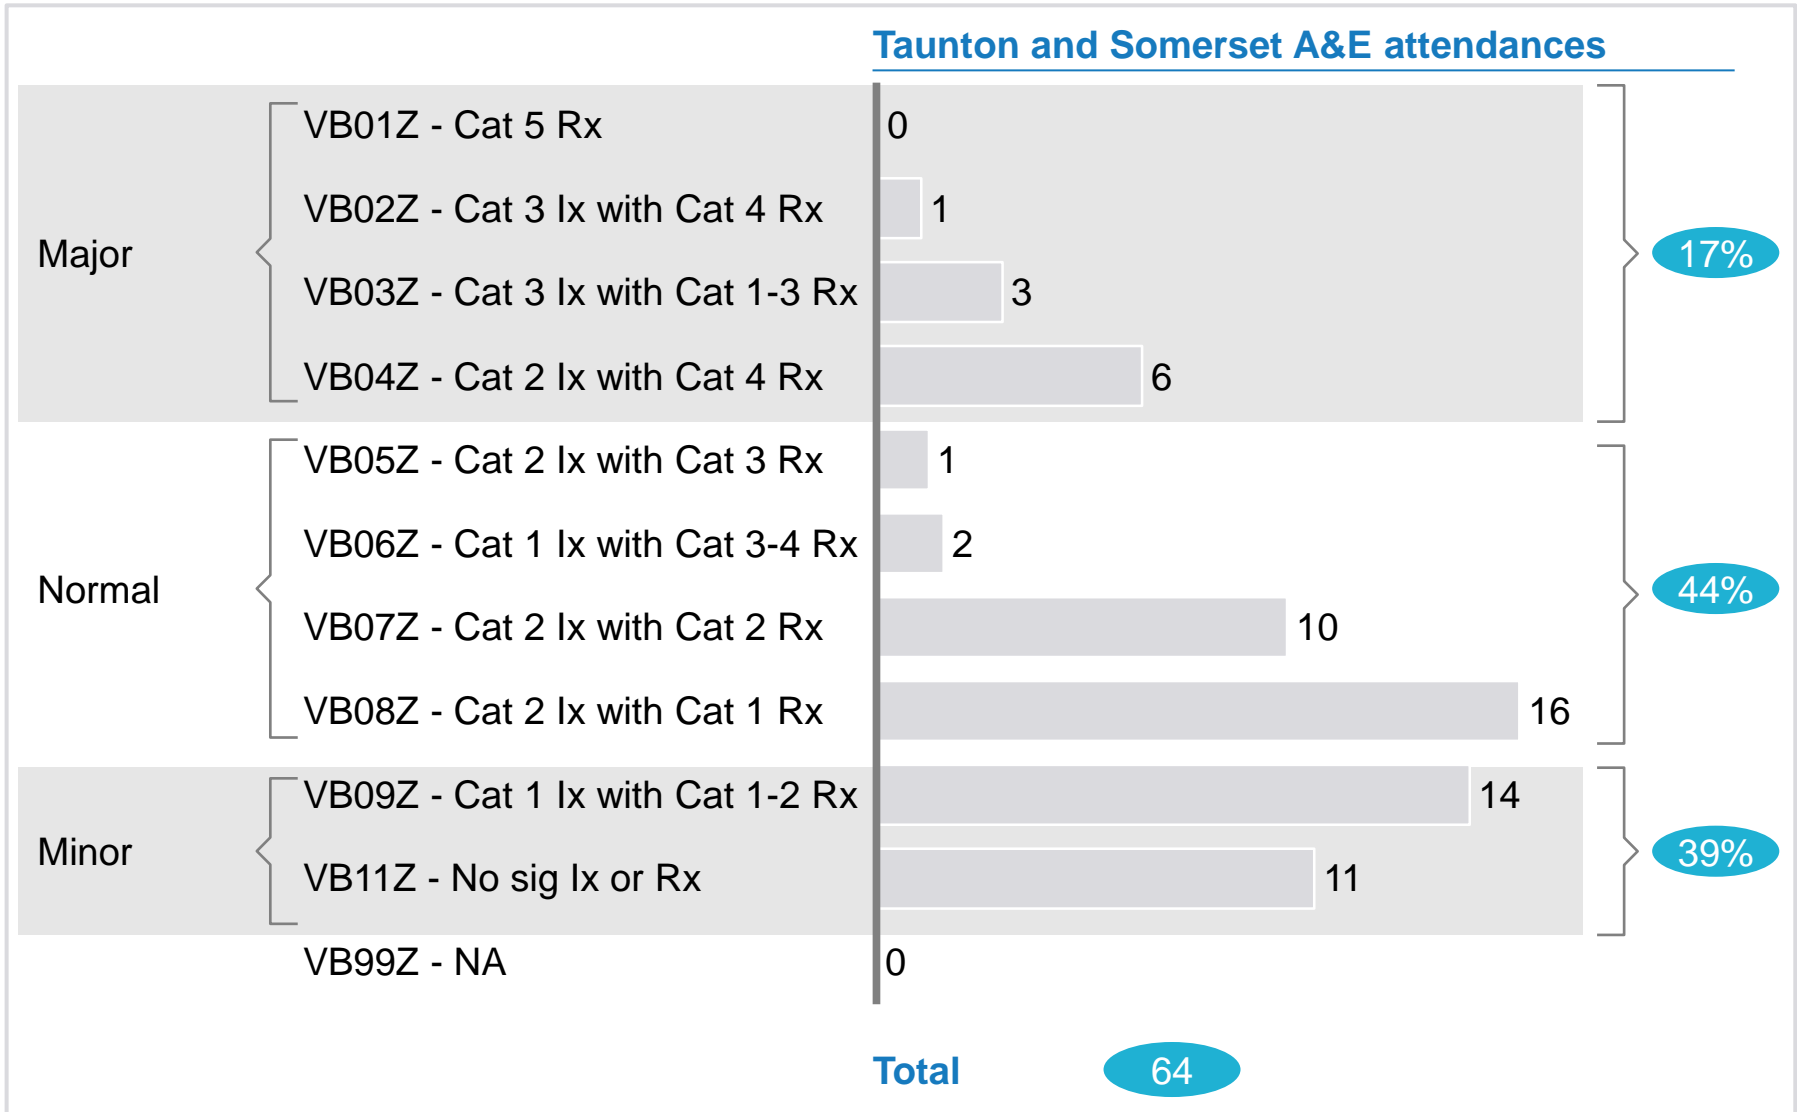 Taunton and Somerset A&E attendances
VB01Z - Cat 5 Rx 0
VB02Z - Cat 3 Ix with Cat 4 Rx 1
Major 17%
VB03Z - Cat 3 Ix with Cat 1-3 Rx 3
VB04Z - Cat 2 Ix with Cat 4 Rx 6
VB05Z - Cat 2 Ix with Cat 3 Rx 1
VB06Z - Cat 1 Ix with Cat 3-4 Rx 2
Normal 44%
VB07Z - Cat 2 Ix with Cat 2 Rx 10
VB08Z - Cat 2 Ix with Cat 1 Rx 16
VB09Z - Cat 1 Ix with Cat 1-2 Rx 14
Minor 39%
VB11Z - No sig Ix or Rx 11
VB99Z - NA 0
Total 64